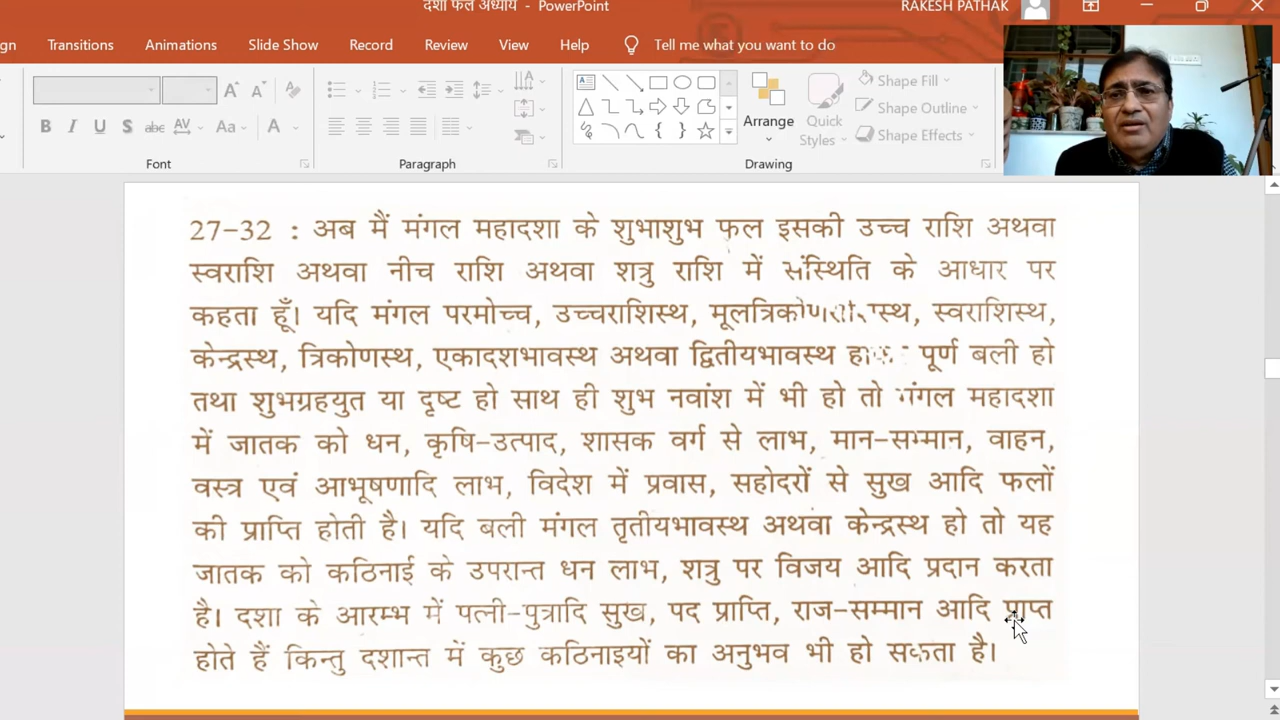 दशा फल अध्याय - PowerPoint
RAKESH PATHAK
gn Transitions Animations Slide Show Record Review View Help Tell me what you want to do
Shape Fill
Shape Outline
Shape Effects
Arrange
Quick
Styles
Font
Paragraph
Drawing
27-32 : अब मैं मंगल महादशा के शुभाशुभ फल इसकी उच्च राशि अथवा
स्वराशि अथवा नीच राशि अथवा शत्रु राशि में संस्थिति के आधार पर
कहता हूँ। यदि मंगल परमोच्च, उच्चराशिस्थ, स्वराशिस्थ,
केन्द्रस्थ, त्रिकोणस्थ, एकादशभावस्थ अथवा द्वितीयभावस्थ पूर्ण बली हो
तथा शुभग्रहयुत या दृष्ट हो साथ ही शुभ नवांश में भी हो तो मंगल महादशा
में जातक को धन, कृषि-उत्पाद, शासक वर्ग से लाभ, मान-सम्मान, वाहन,
वस्त्र एवं आभूषणादि लाभ, विदेश में प्रवास, सहोदरों से सुख आदि फलों
की प्राप्ति होती है। यदि बली मंगल तृतीयभावस्थ अथवा केन्द्रस्थ हो तो यह
जातक को कठिनाई के उपरान्त धन लाभ, शत्रु पर विजय आदि प्रदान करता
है। दशा के आरम्भ में पत्नी-पुत्रादि सुख, पद प्राप्ति, राज-सम्मान आदि प्राप्त
होते हैं किन्तु दशान्त में कुछ कठिनाइयों का अनुभव भी हो सकता है।